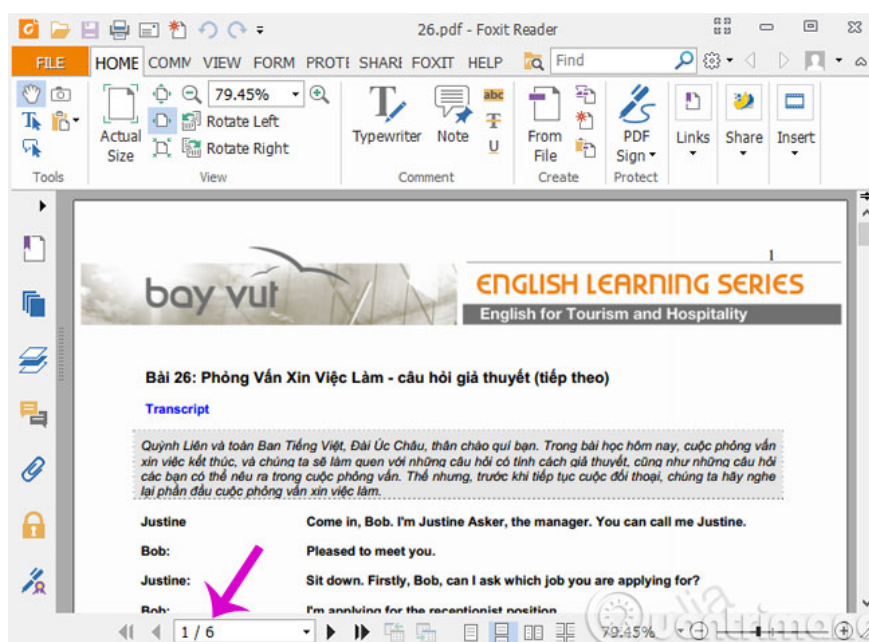 26.pdf - Foxit Reader
FILE HOME COMM VIEW FORM PROTE SHARE FOXIT HELP Find
79.45%
Rotate Left
Rotate Right
Actual Size
Typewriter Note
abc
T
U
From File
PDF Sign
Links Share Insert
Tools View Comment Create Protect
1
bay vut
ENGLISH LEARNING SERIES
English for Tourism and Hospitality
Bài 26: Phỏng Vấn Xin Việc Làm - câu hỏi giả thuyết (tiếp theo)
Transcript
Quỳnh Liên và toàn Ban Tiếng Việt, Đài Úc Châu, thân chào quí bạn. Trong bài học hôm nay, cuộc phỏng vấn
xin việc kết thúc, và chúng ta sẽ làm quen với những câu hỏi có tính cách giả thuyết, cũng như những câu hỏi
các bạn có thể nêu ra trong cuộc phỏng vấn. Thế nhưng, trước khi tiếp tục cuộc đối thoại, chúng ta hãy nghe
lại phần đầu cuộc phỏng vấn xin việc làm.
Justine Come in, Bob. I'm Justine Asker, the manager. You can call me Justine.
Bob: Pleased to meet you.
Justine: Sit down. Firstly, Bob, can I ask which job you are applying for?
Bob: I'm applying for the receptionist position
1 / 6
79.45%